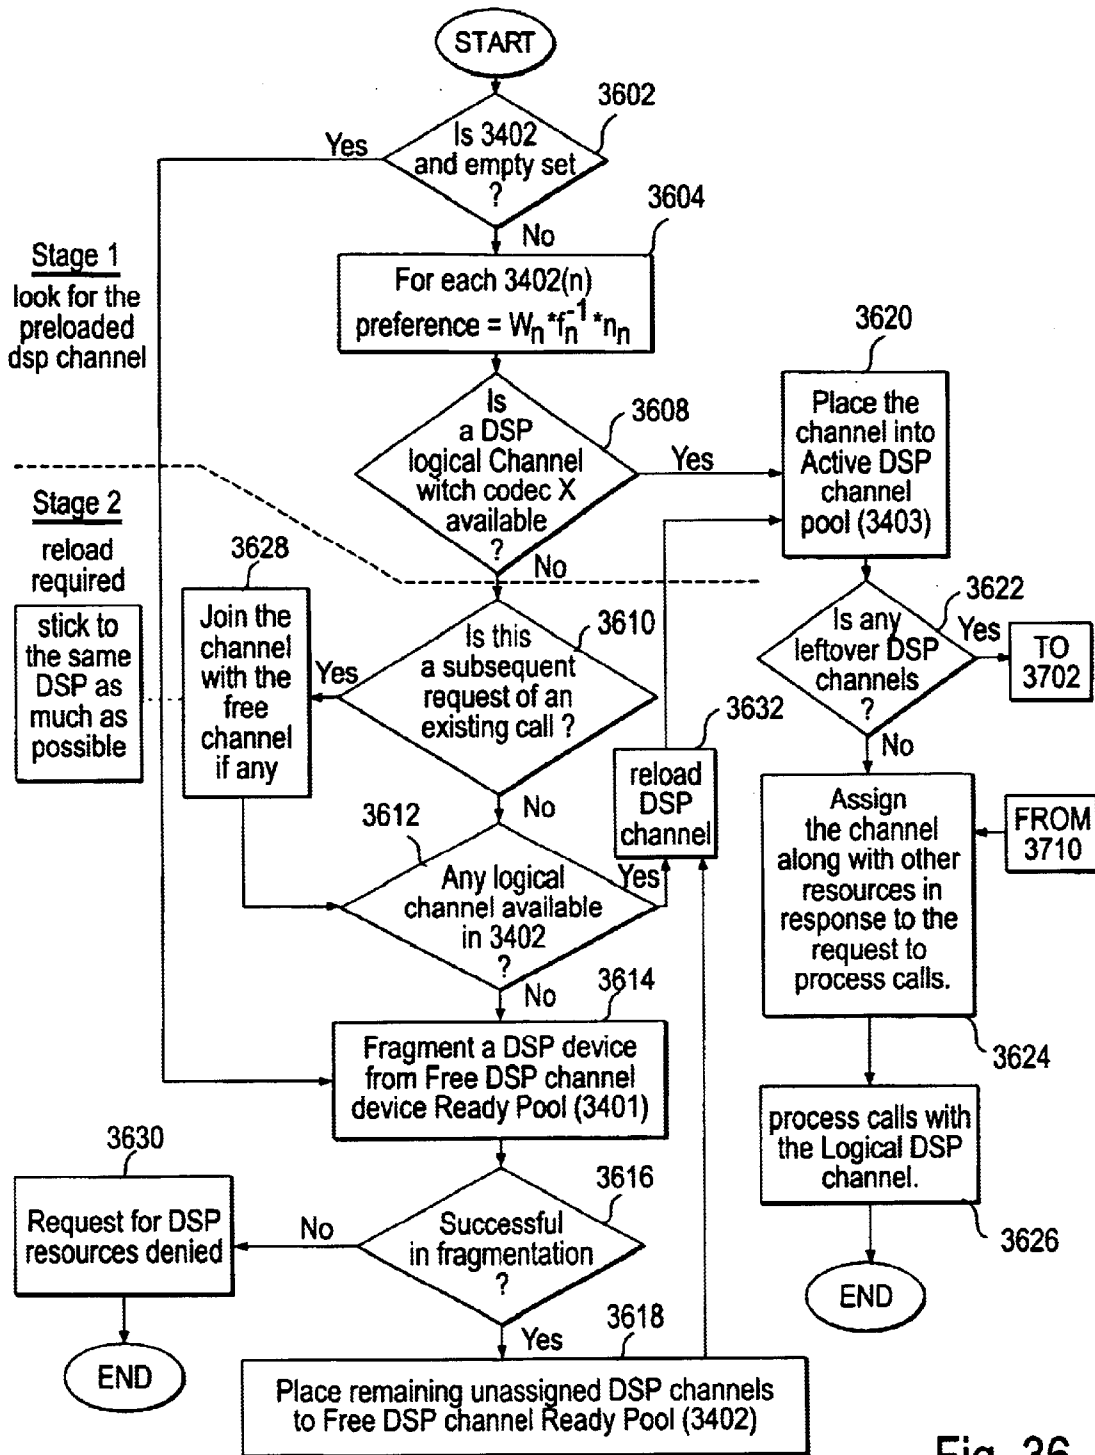 START
3602
Is 3402
and empty set
?
Yes
No
3604
For each 3402(n)
preference = Wn*fn-1*nn
Stage 1
look for the
preloaded
dsp channel
Is
a DSP
logical Channel
witch codec X
available
?
3608
Yes
No
3620
Place the
channel into
Active DSP
channel
pool (3403)
Stage 2
reload
required
stick to
the same
DSP as
much as
possible
3628
Join the
channel
with the
free
channel
if any
3610
Is this
a subsequent
request of an
existing call ?
Yes
No
3622
Is any
leftover DSP
channels
?
Yes
No
TO
3702
3632
reload
DSP
channel
3612
Any logical
channel available
in 3402
?
Yes
No
Assign
the channel
along with other
resources in
response to the
request to
process calls.
FROM
3710
3624
3614
Fragment a DSP device
from Free DSP channel
device Ready Pool (3401)
process calls with
the Logical DSP
channel.
3626
END
3616
Successful
in fragmentation
?
No
Yes
3630
Request for DSP
resources denied
END
3618
Place remaining unassigned DSP channels
to Free DSP channel Ready Pool (3402)
Fig. 36